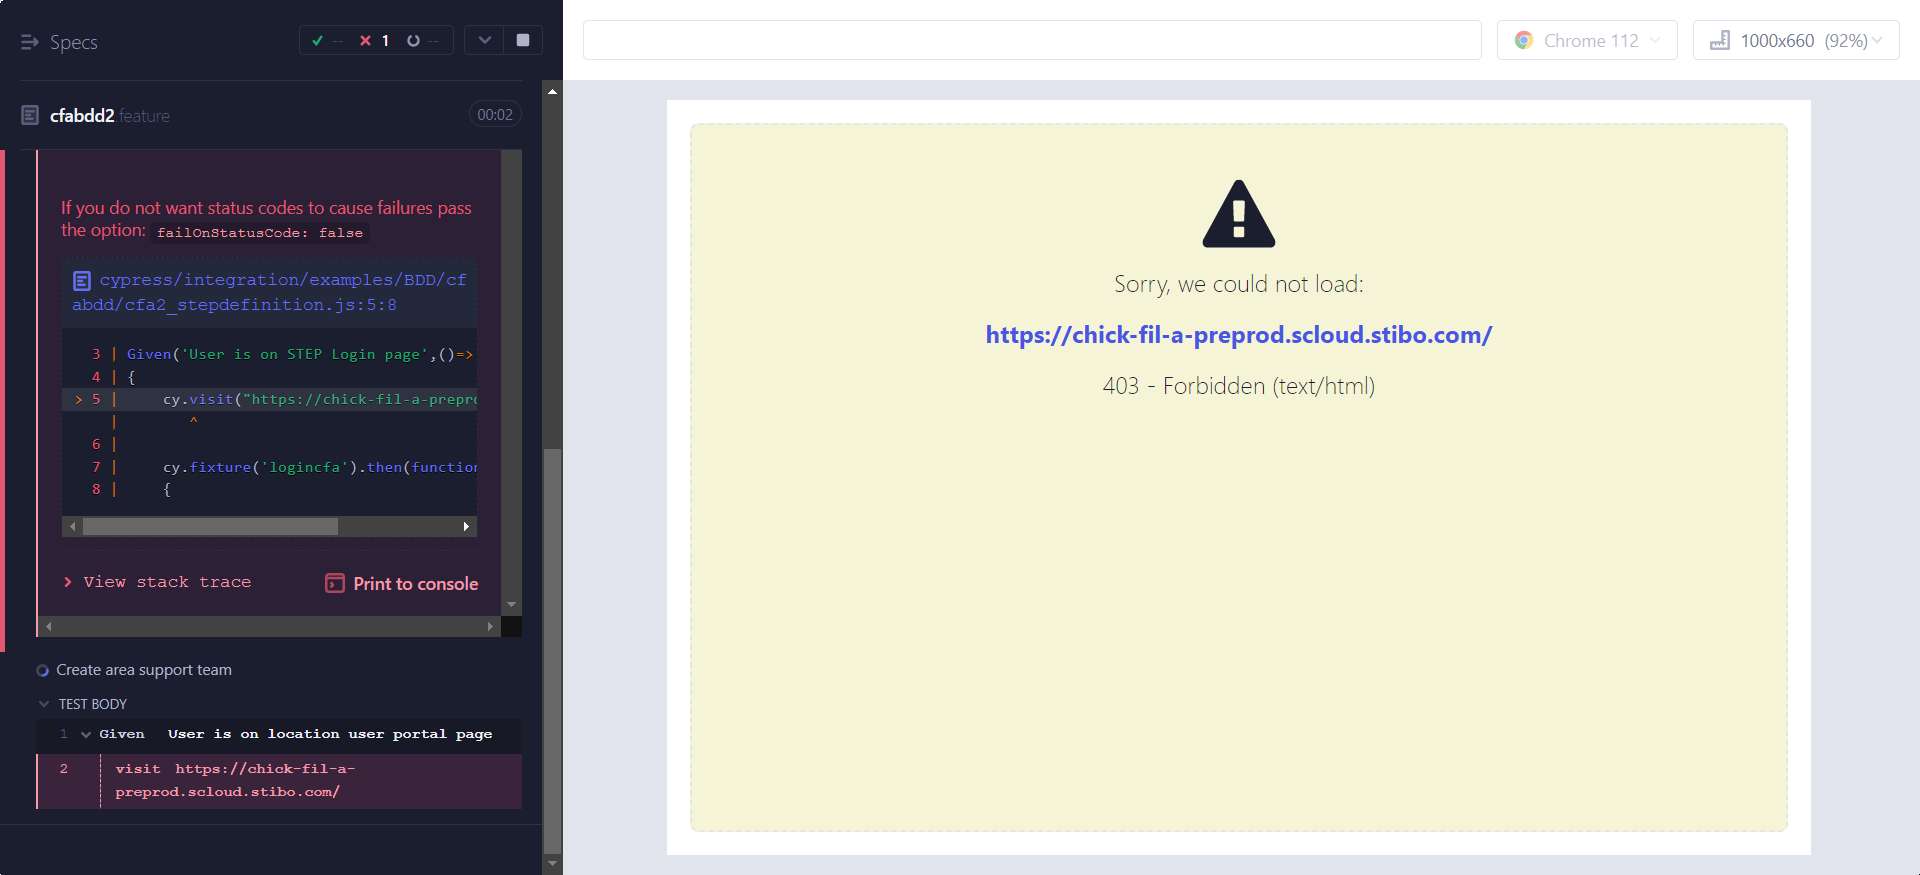 Specs
-- 1 --
cfabdd2.feature
00:02
If you do not want status codes to cause failures pass
the option: failOnStatusCode: false
cypress/integration/examples/BDD/cf
abdd/cfa2_stepdefinition.js:5:8
3 | Given('User is on STEP Login page',()=>
4 | {
> 5 | cy.visit("https://chick-fil-a-prepro
| ^
6 |
7 | cy.fixture('logincfa').then(function
8 | {
View stack trace
Print to console
Create area support team
TEST BODY
1 Given User is on location user portal page
2 visit https://chick-fil-a-
preprod.scloud.stibo.com/
Chrome 112
1000x660 (92%)
Sorry, we could not load:
https://chick-fil-a-preprod.scloud.stibo.com/
403 - Forbidden (text/html)